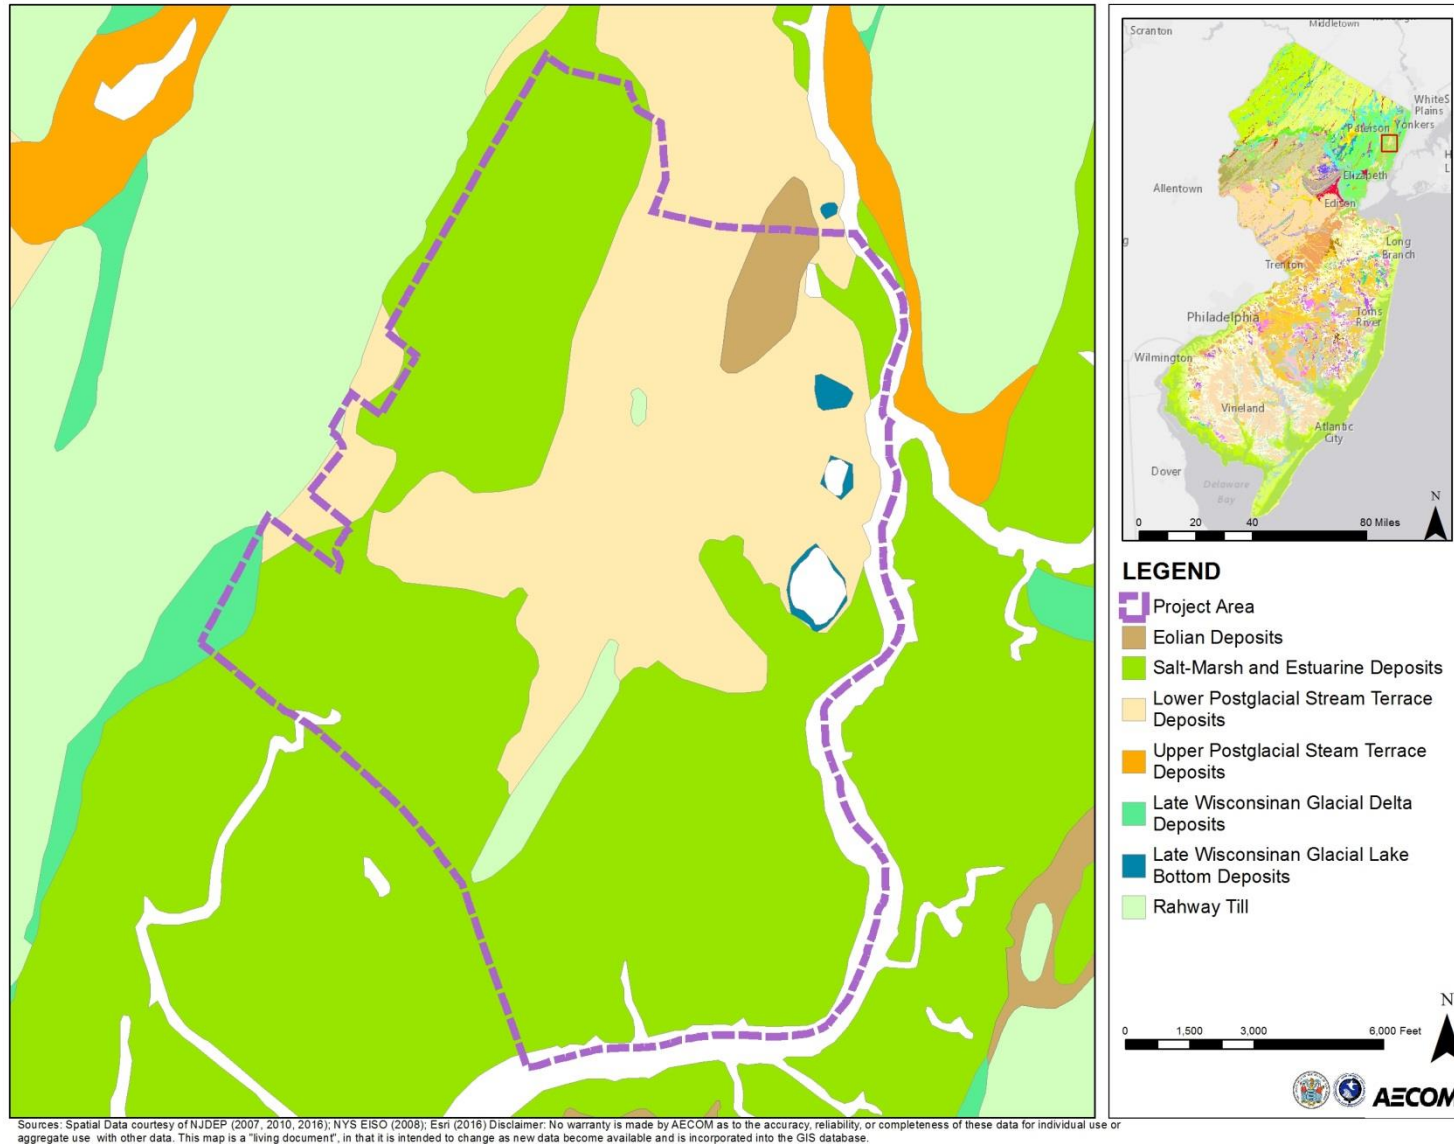 Scranton
Middletown
White
Plains
Paterson
Yonkers
Allentown
Elizabeth
Edison
Long
Branch
Trenton
Philadelphia
Toms
River
Wilmington
Vineland
Atlantic
City
Dover
Delaware
Bay
N
0 20 40 80 Miles
LEGEND
Project Area
Eolian Deposits
Salt-Marsh and Estuarine Deposits
Lower Postglacial Stream Terrace
Deposits
Upper Postglacial Steam Terrace
Deposits
Late Wisconsinan Glacial Delta
Deposits
Late Wisconsinan Glacial Lake
Bottom Deposits
Rahway Till
N
0 1,500 3,000 6,000 Feet
AECOM
Sources: Spatial Data courtesy of NJDEP (2007, 2010, 2016); NYS EISO (2008); Esri (2016) Disclaimer: No warranty is made by AECOM as to the accuracy, reliability, or completeness of these data for individual use or
aggregate use with other data. This map is a "living document", in that it is intended to change as new data become available and is incorporated into the GIS database.